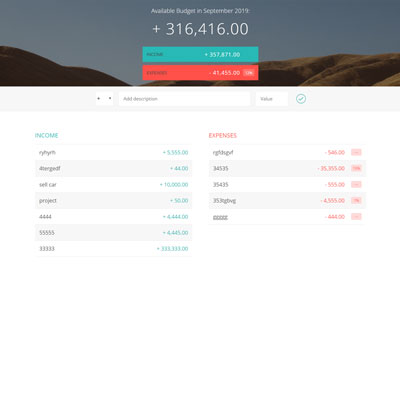 Available Budget in September 2019:
+ 316,416.00
INCOME + 357,871.00
EXPENSES - 41,455.00
+ Add description Value
INCOME
ryhyrh + 5,555.00
4tergedf + 44.00
sell car + 10,000.00
project + 50.00
4444 + 4,444.00
55555 + 4,445.00
33333 + 333,333.00
EXPENSES
rgfdsgvf - 546.00 ---
34535 - 35,355.00 10%
35435 - 555.00 ---
353tgbvg - 4,555.00 1%
ggggg - 444.00 ---